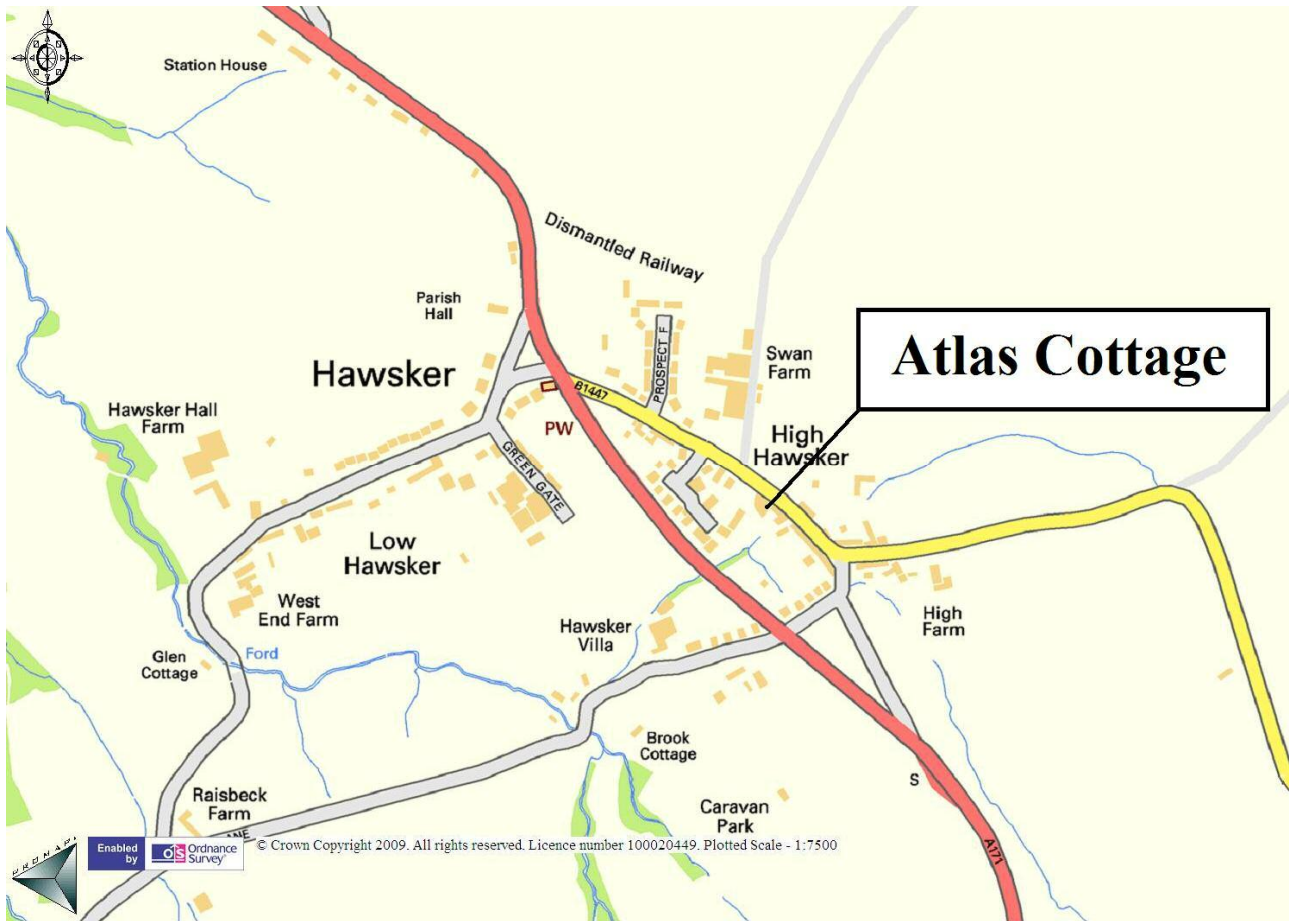 Station House
Dismantled Railway
Parish
Hall
Hawsker
Atlas Cottage
Swan
Farm
PROSPECT F
B1447
Hawsker Hall
Farm
PW
High
Hawsker
GREEN GATE
Low
Hawsker
West
End Farm
Hawsker
Villa
High
Farm
Glen
Cottage
Ford
Brook
Cottage
S
Raisbeck
Farm
Caravan
Park
ANE
A171
PROMAP
Enabled
by
OS Ordnance
Survey®
© Crown Copyright 2009. All rights reserved. Licence number 100020449. Plotted Scale - 1:7500